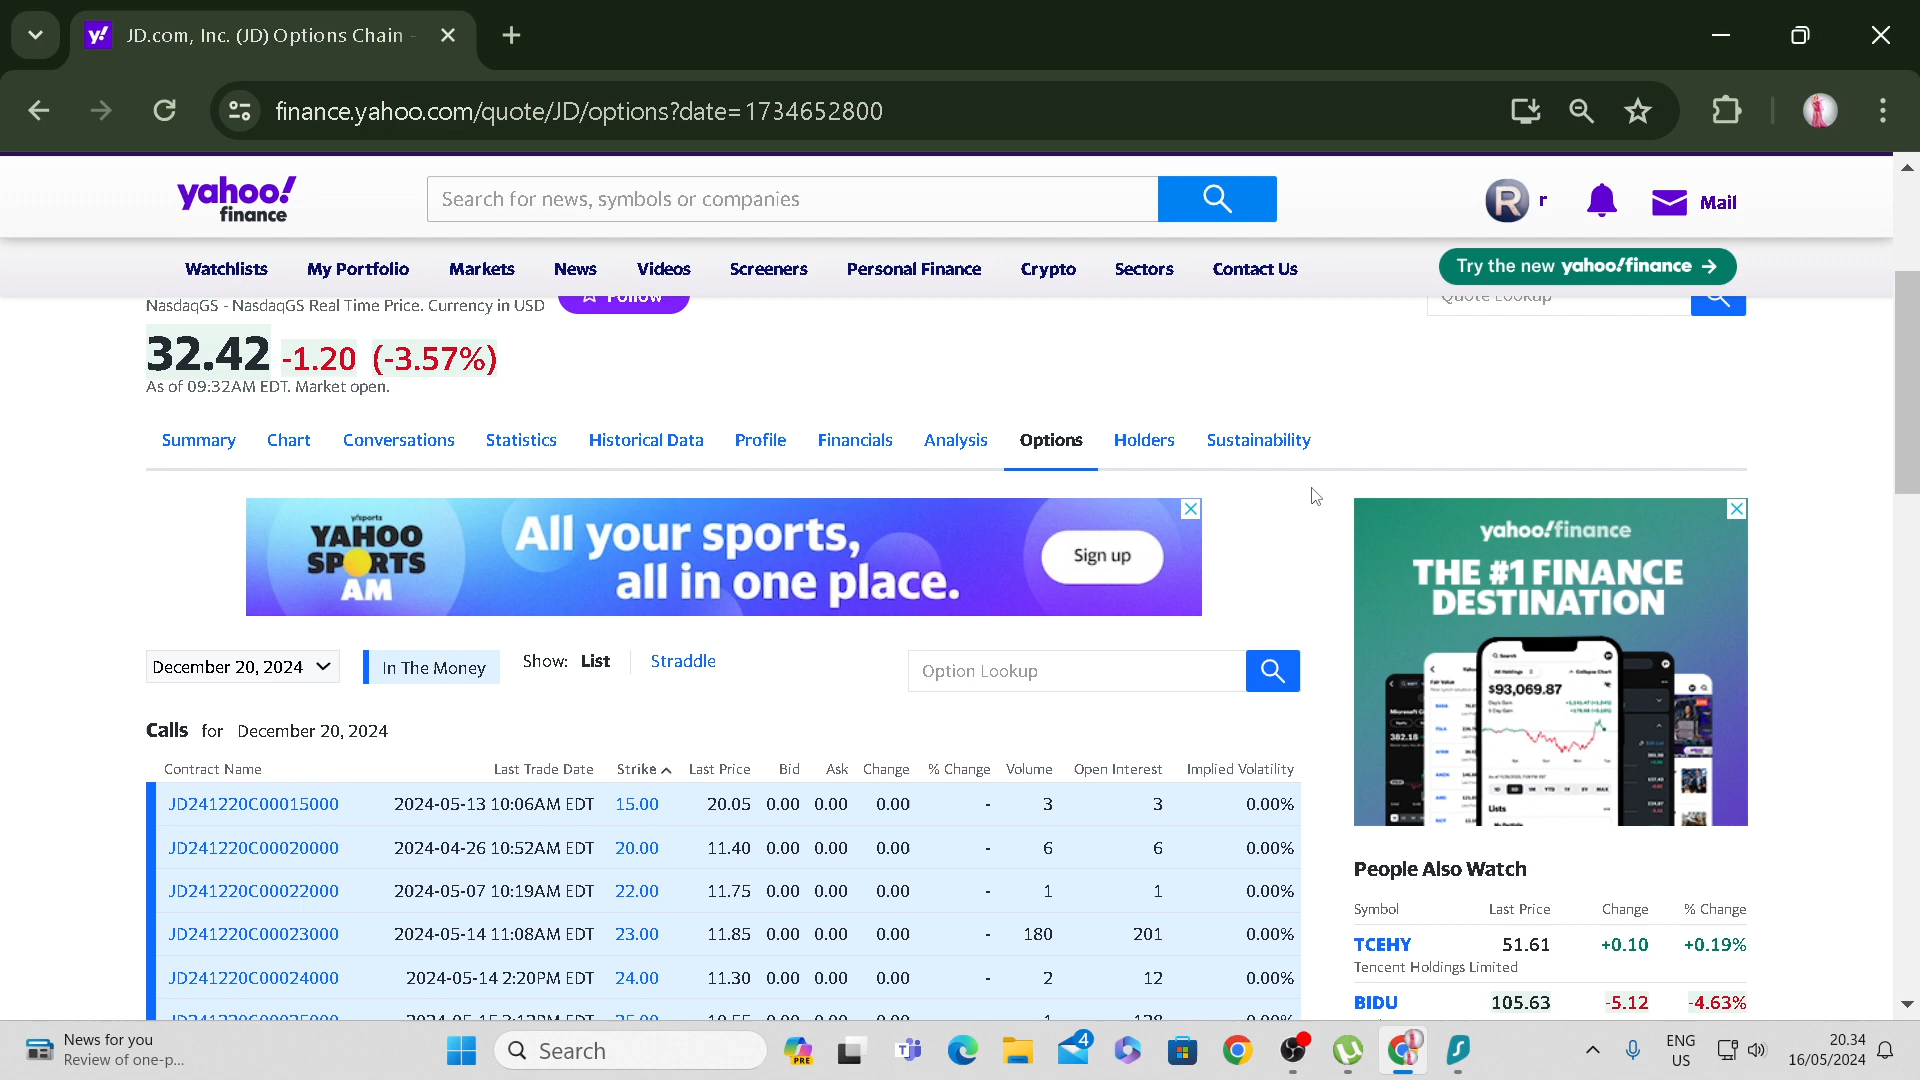 JD.com, Inc. (JD) Options Chain -
finance.yahoo.com/quote/JD/options?date=1734652800
yahoo!
finance
Search for news, symbols or companies
R r Mail
Watchlists My Portfolio Markets News Videos Screeners Personal Finance Crypto Sectors Contact Us
Try the new yahoo!finance →
NasdaqGS - NasdaqGS Real Time Price. Currency in USD
Follow
Quote Lookup
32.42 -1.20 (-3.57%)
As of 09:32AM EDT. Market open.
Summary Chart Conversations Statistics Historical Data Profile Financials Analysis Options Holders Sustainability
y!sports
YAHOO
SPORTS
AM
All your sports,
all in one place.
Sign up
yahoo!finance
THE #1 FINANCE
DESTINATION
$93,069.87
382.18
December 20, 2024
In The Money
Show: List Straddle
Option Lookup
Calls for December 20, 2024
Contract Name Last Trade Date Strike Last Price Bid Ask Change % Change Volume Open Interest Implied Volatility
JD241220C00015000 2024-05-13 10:06AM EDT 15.00 20.05 0.00 0.00 0.00 - 3 3 0.00%
JD241220C00020000 2024-04-26 10:52AM EDT 20.00 11.40 0.00 0.00 0.00 - 6 6 0.00%
JD241220C00022000 2024-05-07 10:19AM EDT 22.00 11.75 0.00 0.00 0.00 - 1 1 0.00%
JD241220C00023000 2024-05-14 11:08AM EDT 23.00 11.85 0.00 0.00 0.00 - 180 201 0.00%
JD241220C00024000 2024-05-14 2:20PM EDT 24.00 11.30 0.00 0.00 0.00 - 2 12 0.00%
People Also Watch
Symbol Last Price Change % Change
TCEHY 51.61 +0.10 +0.19%
Tencent Holdings Limited
BIDU 105.63 -5.12 -4.63%
News for you
Review of one-p...
Search
PRE
4
ENG
US
20.34
16/05/2024